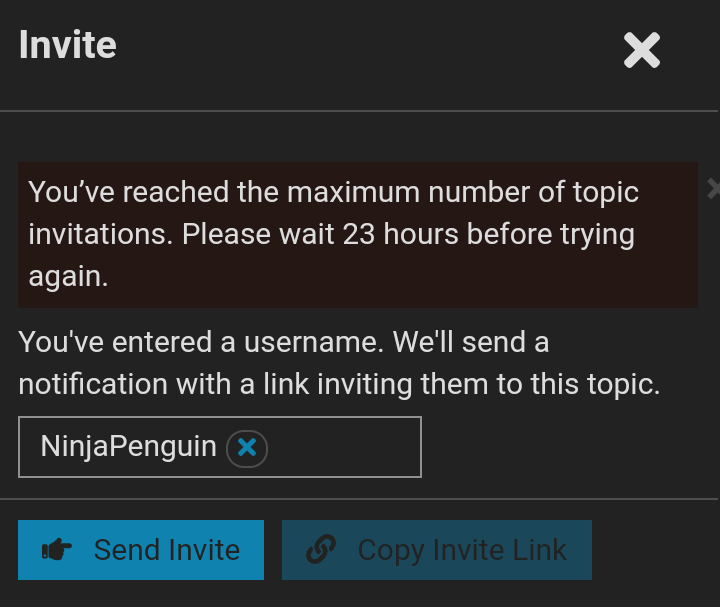 Invite
You’ve reached the maximum number of topic
invitations. Please wait 23 hours before trying
again.
You've entered a username. We'll send a
notification with a link inviting them to this topic.
NinjaPenguin
Send Invite
Copy Invite Link